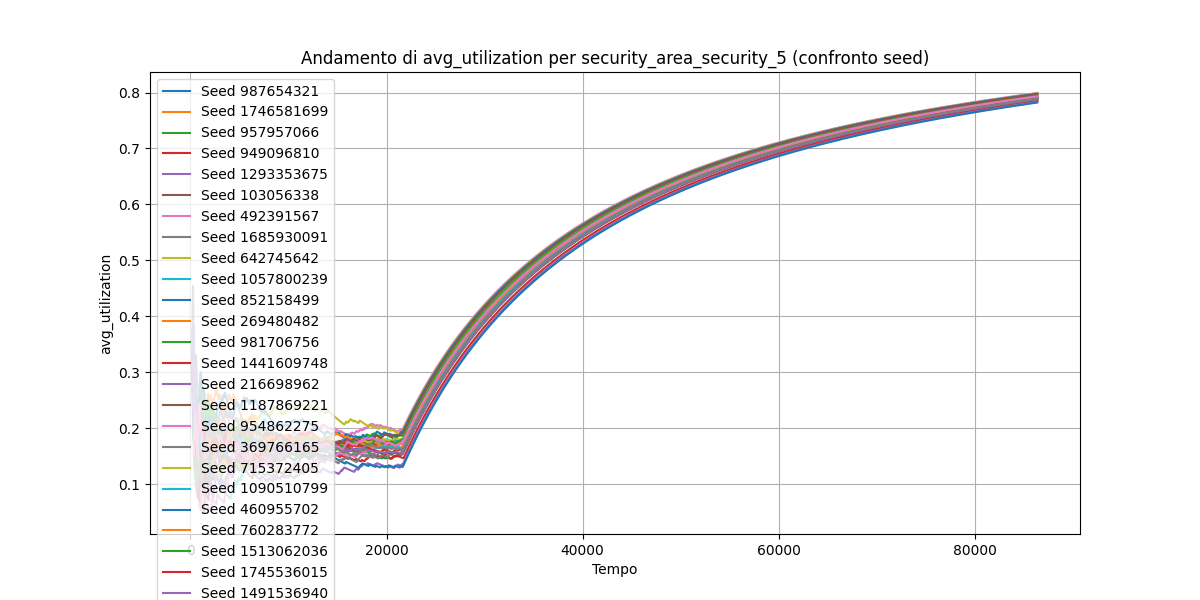 Andamento di avg_utilization per security_area_security_5 (confronto seed)
avg_utilization
0.8
0.7
0.6
0.5
0.4
0.3
0.2
0.1
Seed 987654321
Seed 1746581699
Seed 957957066
Seed 949096810
Seed 1293353675
Seed 103056338
Seed 492391567
Seed 1685930091
Seed 642745642
Seed 1057800239
Seed 852158499
Seed 269480482
Seed 981706756
Seed 1441609748
Seed 216698962
Seed 1187869221
Seed 954862275
Seed 369766165
Seed 715372405
Seed 1090510799
Seed 460955702
Seed 760283772
Seed 1513062036
Seed 1745536015
Seed 1491536940
0
20000
40000
60000
80000
Tempo